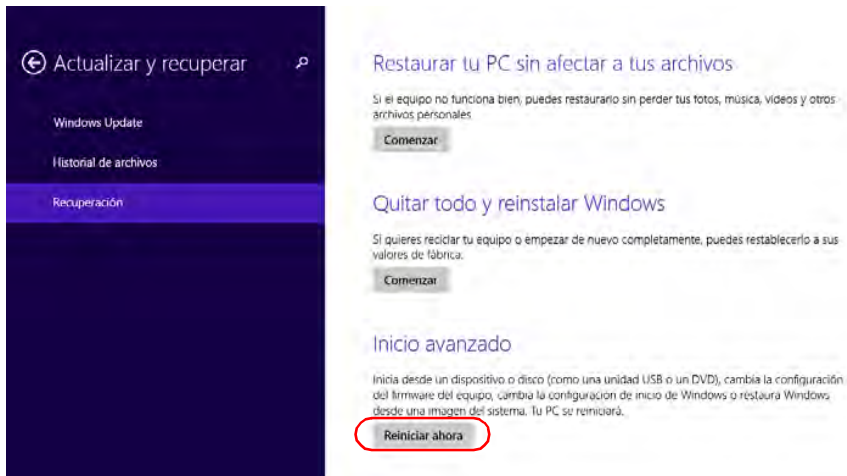 Actualizar y recuperar
Windows Update
Historial de archivos
Recuperación
Restaurar tu PC sin afectar a tus archivos
Si el equipo no funciona bien, puedes restaurarlo sin perder tus fotos, música, vídeos y otros
archivos personales.
Comenzar
Quitar todo y reinstalar Windows
Si quieres reciclar tu equipo o empezar de nuevo completamente, puedes restablecerlo a sus
valores de fábrica.
Comenzar
Inicio avanzado
Inicia desde un dispositivo o disco (como una unidad USB o un DVD), cambia la configuración
del firmware del equipo, cambia la configuración de inicio de Windows o restaura Windows
desde una imagen del sistema. Tu PC se reiniciará.
Reiniciar ahora